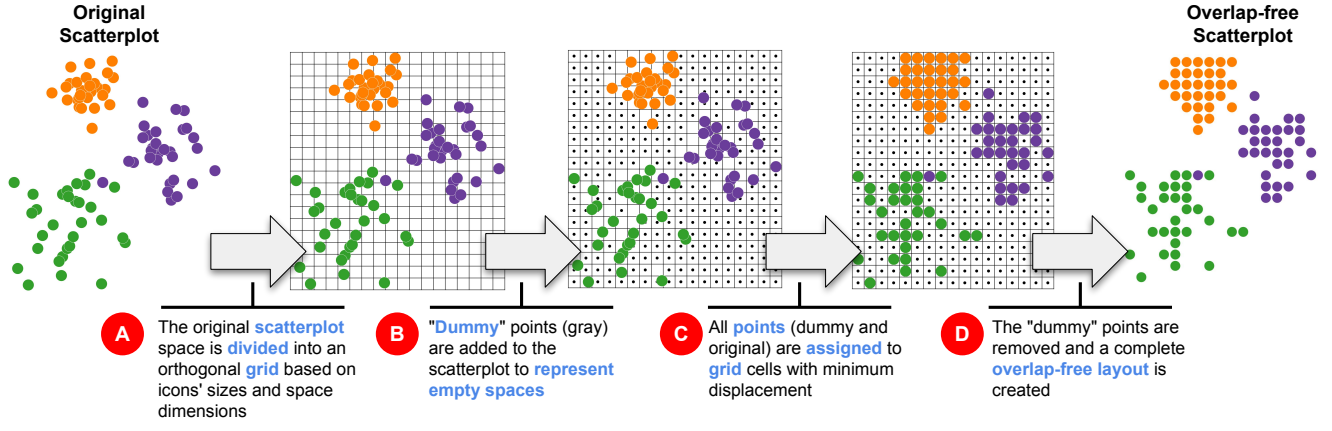 Original
Scatterplot
Overlap-free
Scatterplot
A
The original scatterplot
space is divided into an
orthogonal grid based on
icons' sizes and space
dimensions
B
"Dummy" points (gray)
are added to the
scatterplot to represent
empty spaces
C
All points (dummy and
original) are assigned to
grid cells with minimum
displacement
D
The "dummy" points are
removed and a complete
overlap-free layout is
created